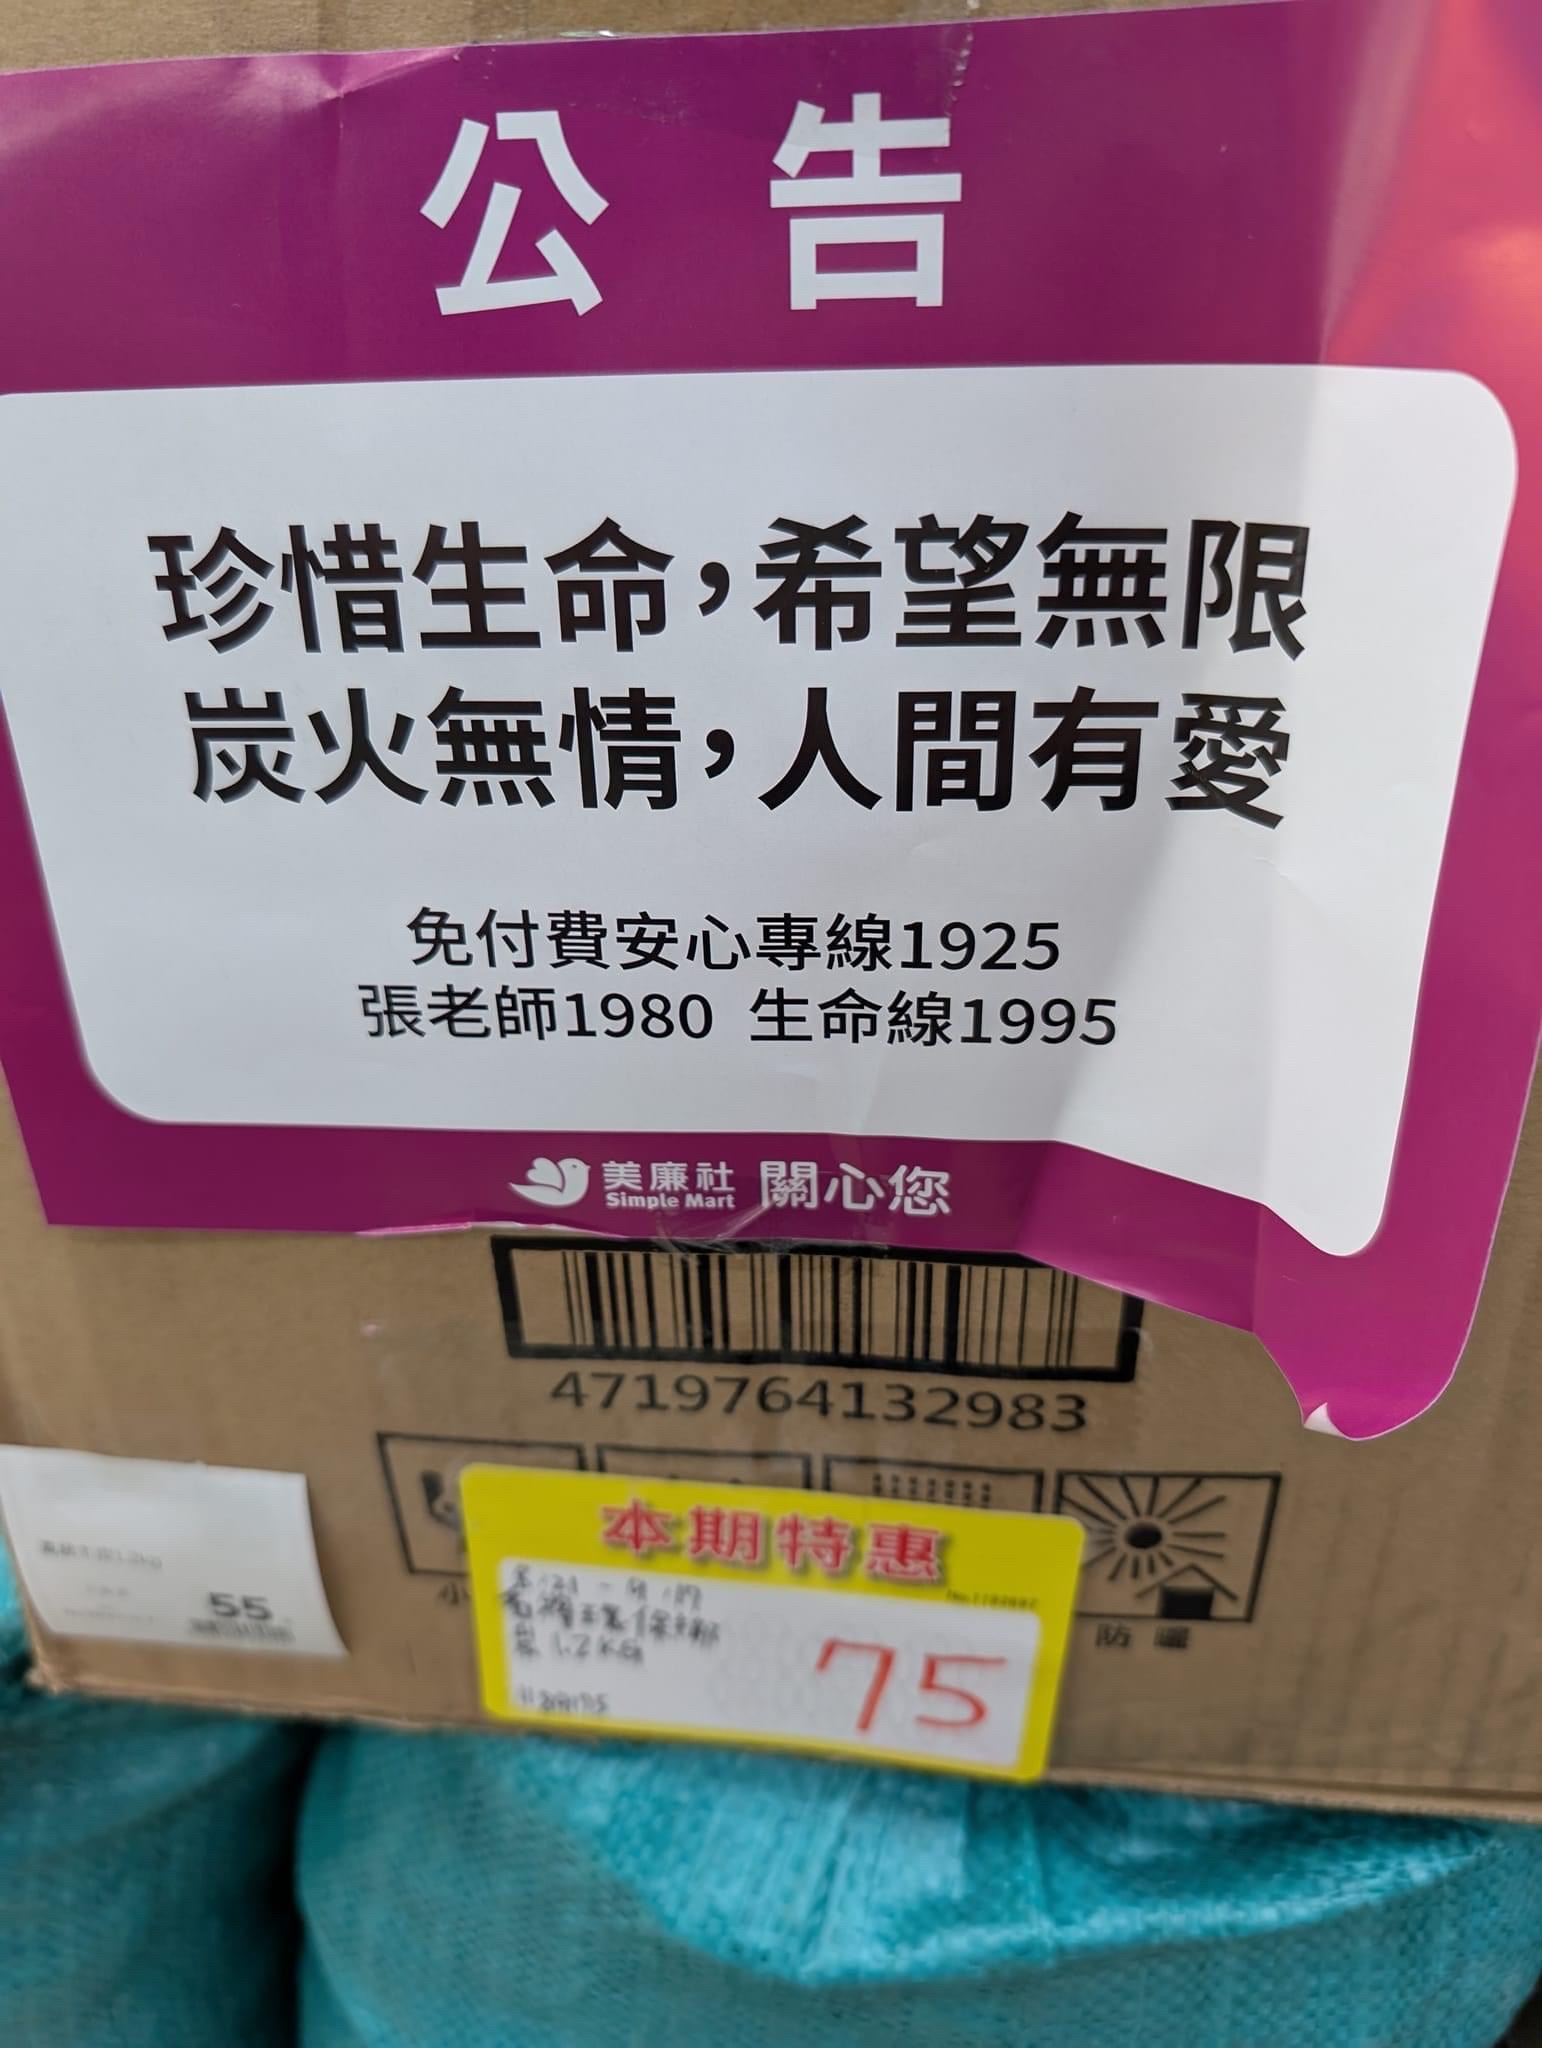 公告
珍惜生命，希望無限
炭火無情，人間有愛
免付費安心專線1925
張老師1980 生命線1995
美廉社 關心您
Simple Mart
4719764132983
本期特惠
75
1.2KG
55
防曬
小